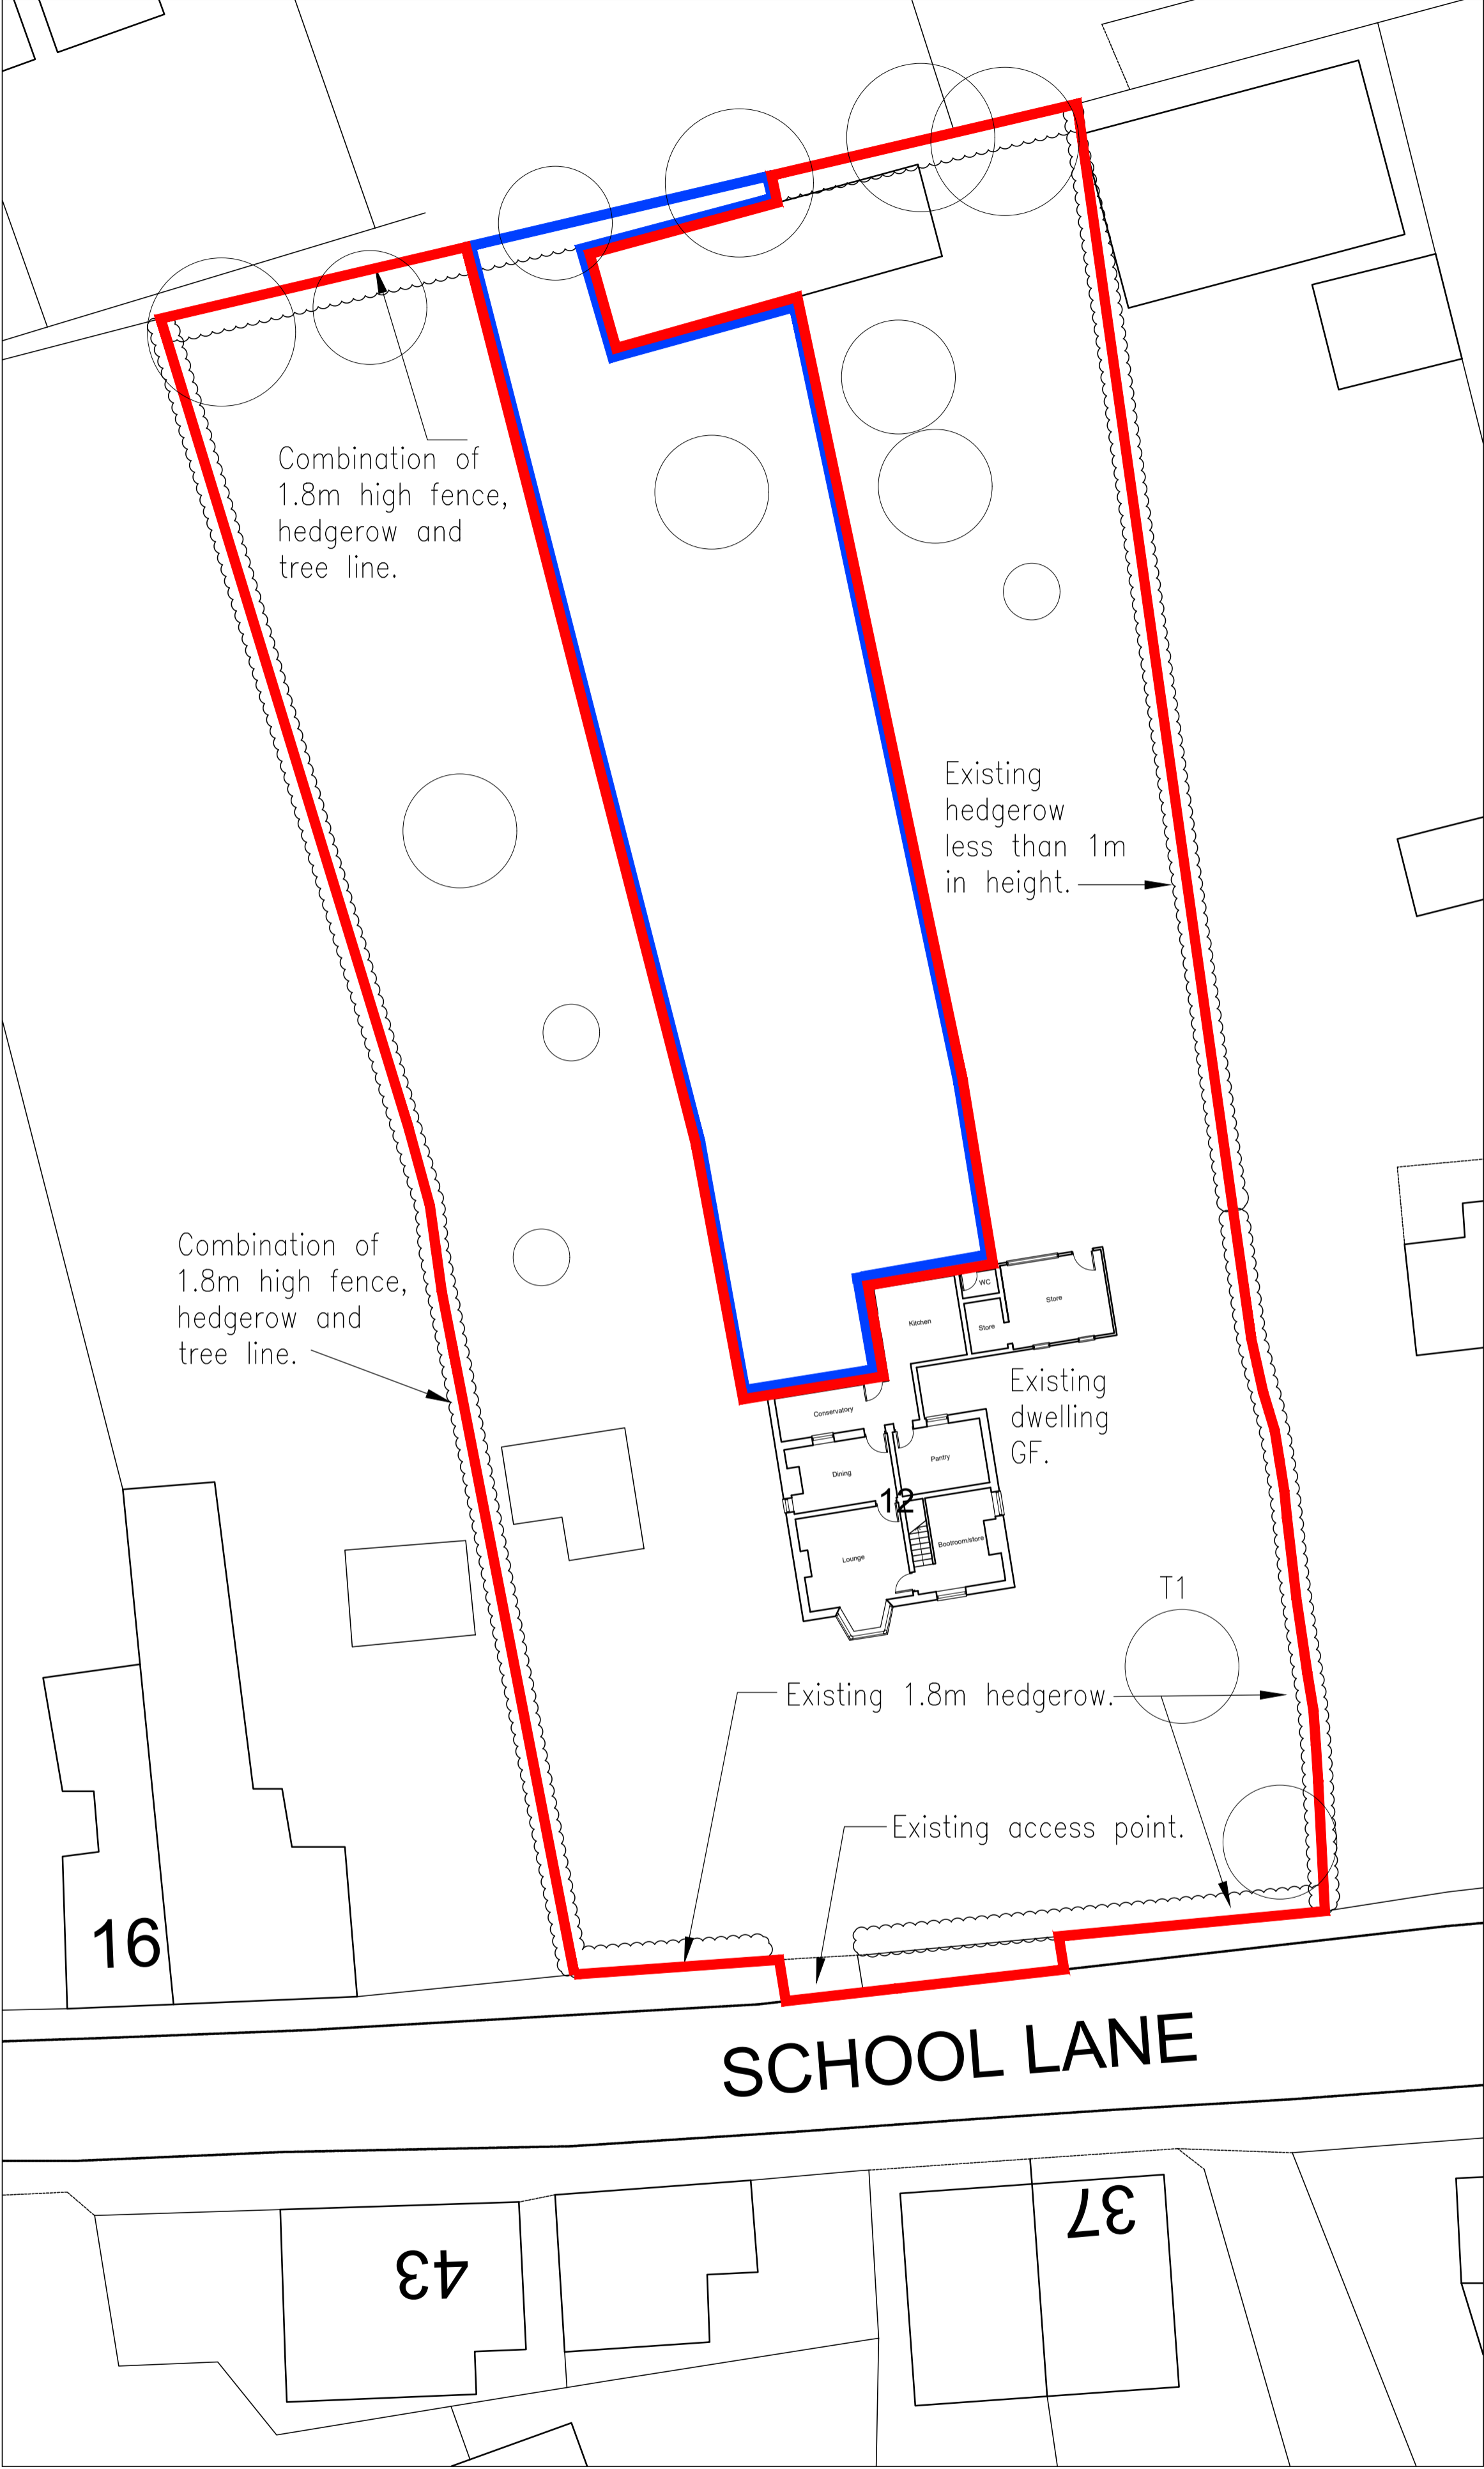 Combination of
1.8m high fence,
hedgerow and
tree line.
Existing
hedgerow
less than 1m
in height.
Combination of
1.8m high fence,
hedgerow and
tree line.
WC
Store
Kitchen
Store
Existing
dwelling
GF.
Conservatory
Pantry
Dining
12
Bootroom/store
Lounge
T1
Existing 1.8m hedgerow.
Existing access point.
16
SCHOOL LANE
37
43